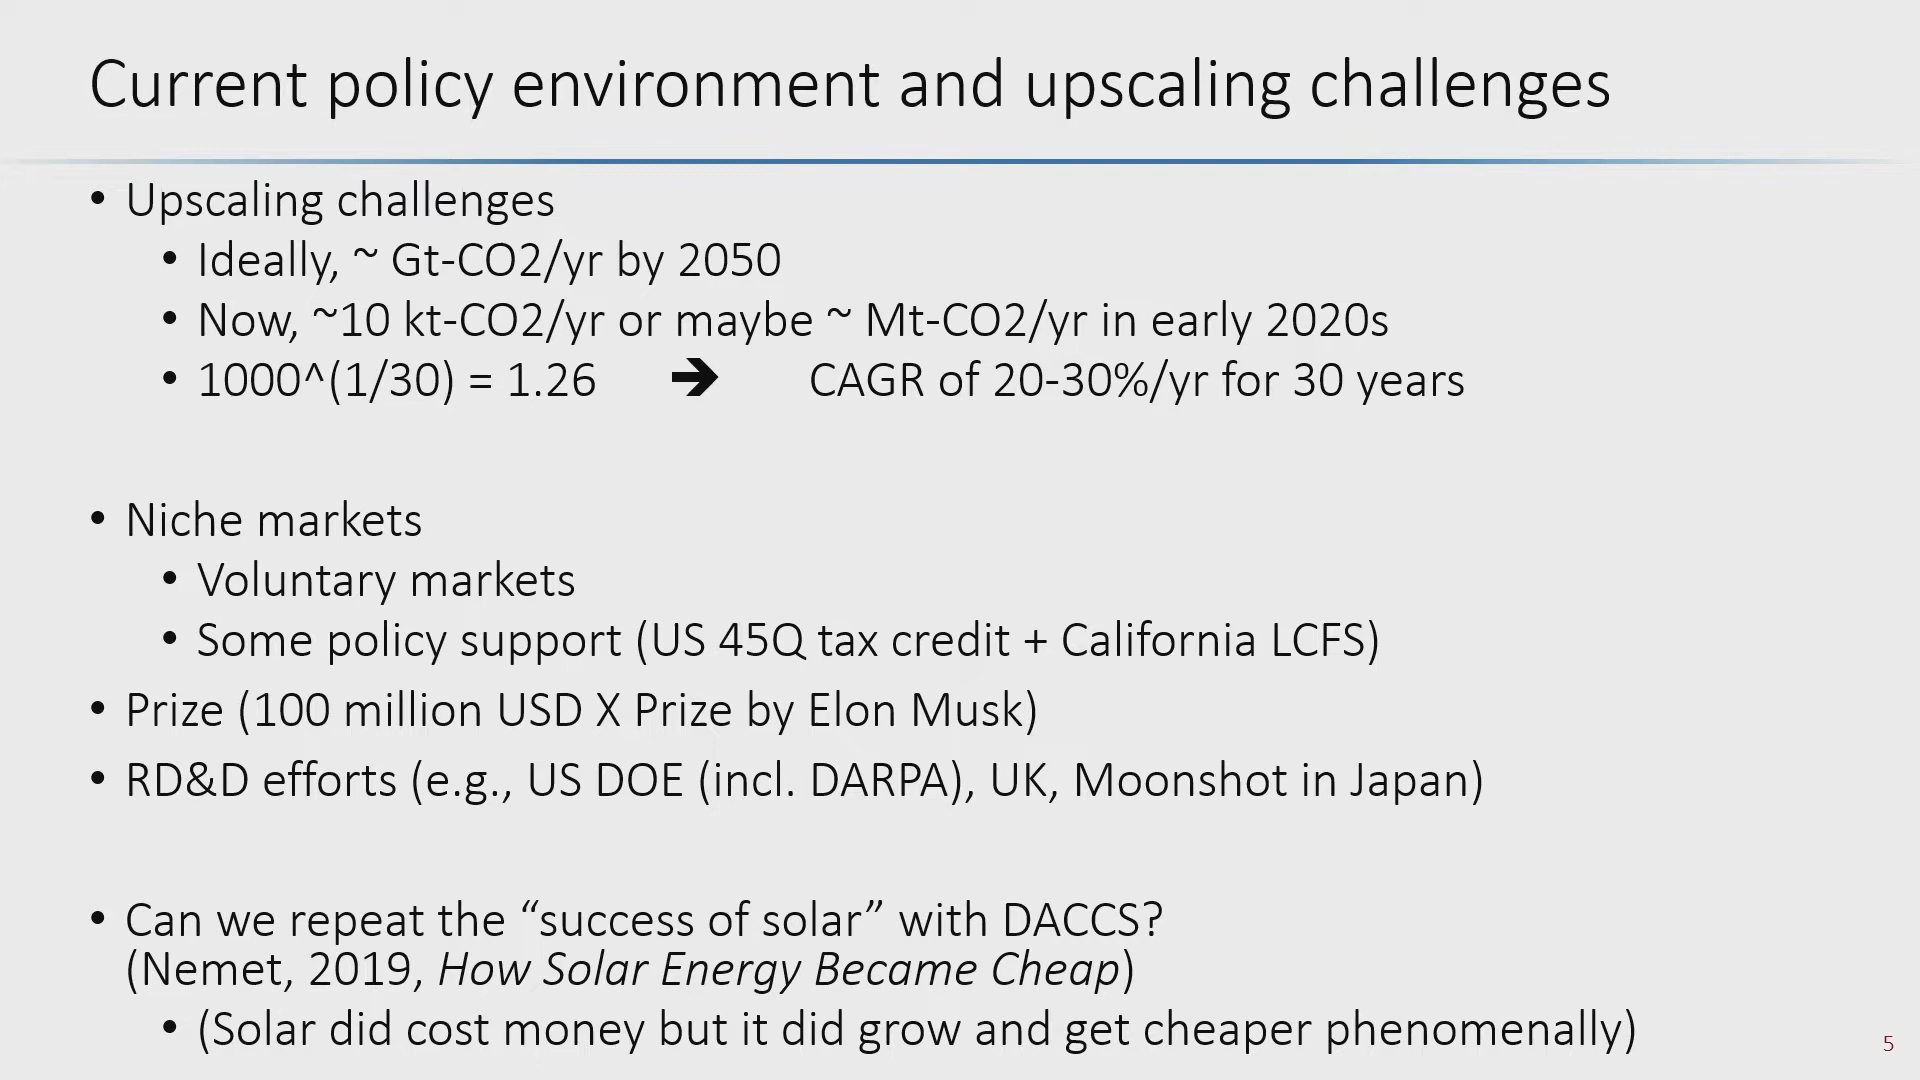 Current policy environment and upscaling challenges
• Upscaling challenges
• Ideally, ~ Gt-CO2/yr by 2050
• Now, ~10 kt-CO2/yr or maybe ~ Mt-CO2/yr in early 2020s
• 1000^(1/30) = 1.26 ➔ CAGR of 20-30%/yr for 30 years
• Niche markets
• Voluntary markets
• Some policy support (US 45Q tax credit + California LCFS)
• Prize (100 million USD X Prize by Elon Musk)
• RD&D efforts (e.g., US DOE (incl. DARPA), UK, Moonshot in Japan)
• Can we repeat the “success of solar” with DACCS?
(Nemet, 2019, How Solar Energy Became Cheap)
• (Solar did cost money but it did grow and get cheaper phenomenally)
5